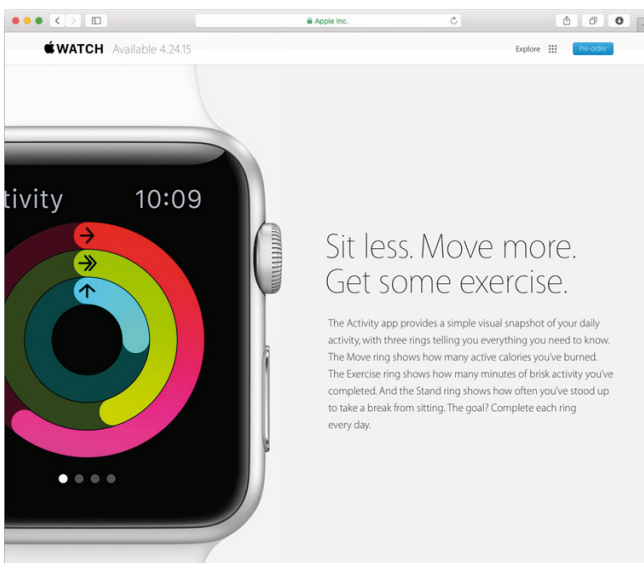 Apple Inc.
WATCH Available 4.24.15
Explore
Pre-order
tivity 10:09
Sit less. Move more.
Get some exercise.
The Activity app provides a simple visual snapshot of your daily
activity, with three rings telling you everything you need to know.
The Move ring shows how many active calories you've burned.
The Exercise ring shows how many minutes of brisk activity you've
completed. And the Stand ring shows how often you've stood up
to take a break from sitting. The goal? Complete each ring
every day.